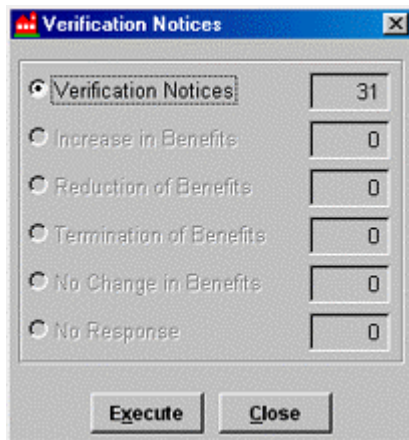 Verification Notices
Verification Notices 31
Increase in Benefits 0
Reduction of Benefits 0
Termination of Benefits 0
No Change in Benefits 0
No Response 0
Execute Close